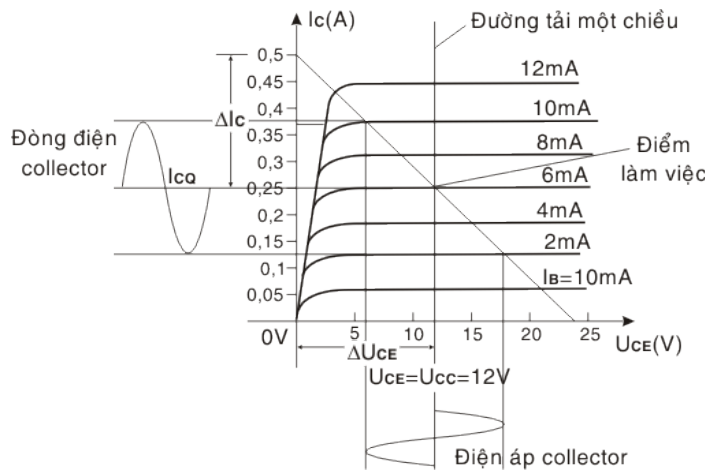 Ic(A)
Đường tải một chiều
0,5
0,45
0,4
0,35
0,3
0,25
0,2
0,15
0,1
0,05
ΔIc
12mA
10mA
8mA
6mA
4mA
2mA
IB=10mA
Đòng điện
collector
ICQ
Điểm
làm việc
0V
5
10
15
20
25
UCE(V)
ΔUCE
UCE=UCC=12V
Điện áp collector